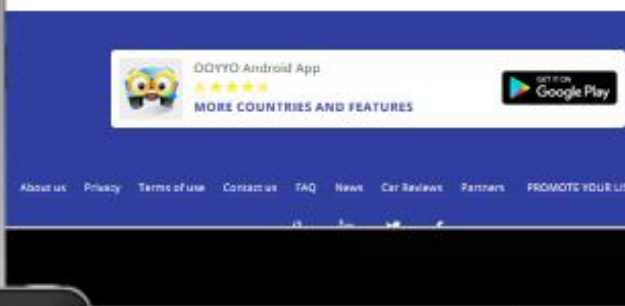 OOYYO Android App
MORE COUNTRIES AND FEATURES
GET IT ON
Google Play
About us Privacy Terms of use Contact us FAQ News Car Reviews Partners PROMOTE YOUR